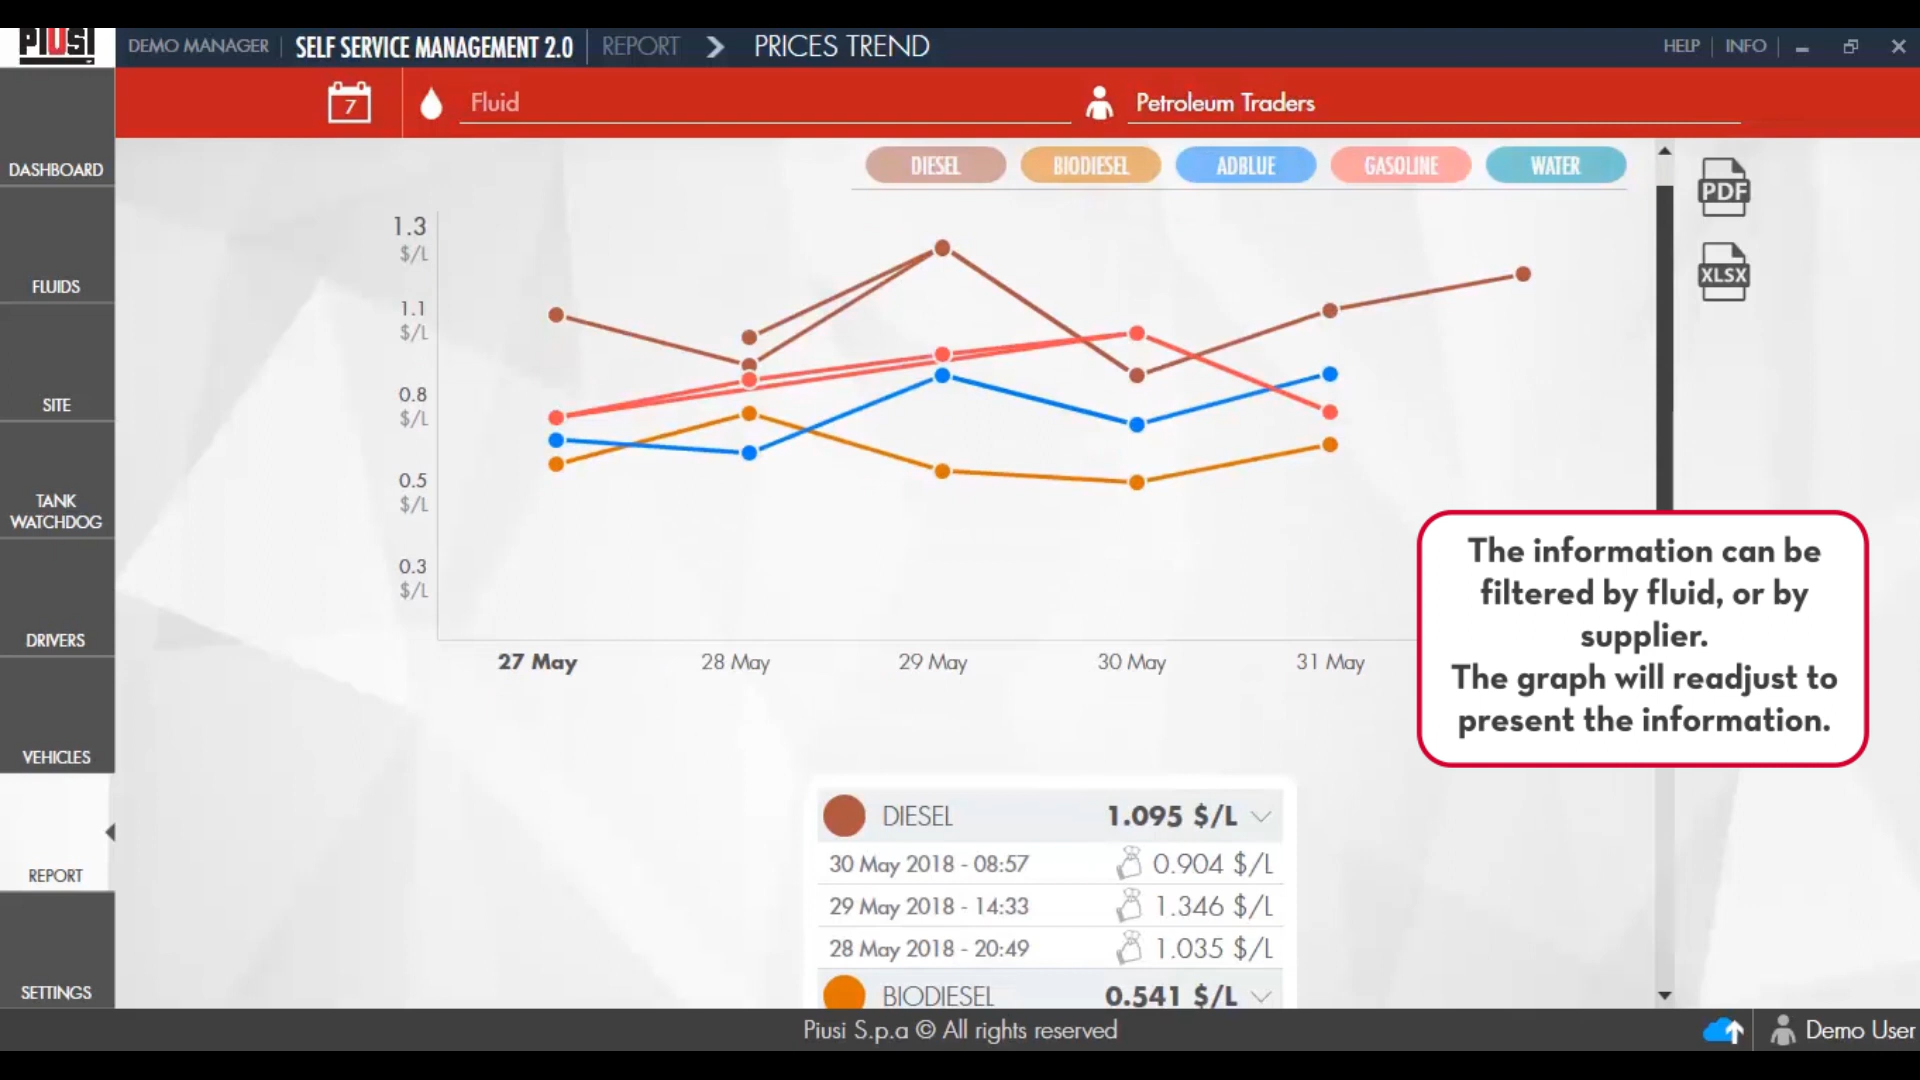 PIUSI
DEMO MANAGER
SELF SERVICE MANAGEMENT 2.0
REPORT
PRICES TREND
HELP
INFO
7
Fluid
Petroleum Traders
DASHBOARD
FLUIDS
SITE
TANK
WATCHDOG
DRIVERS
VEHICLES
REPORT
SETTINGS
DIESEL
BIODIESEL
ADBLUE
GASOLINE
WATER
PDF
XLSX
1.3
$/L
1.1
$/L
0.8
$/L
0.5
$/L
0.3
$/L
27 May
28 May
29 May
30 May
31 May
The information can be
filtered by fluid, or by
supplier.
The graph will readjust to
present the information.
DIESEL 1.095 $/L
30 May 2018 - 08:57 0.904 $/L
29 May 2018 - 14:33 1.346 $/L
28 May 2018 - 20:49 1.035 $/L
BIODIESEL 0.541 $/L
Piusi S.p.a © All rights reserved
Demo User